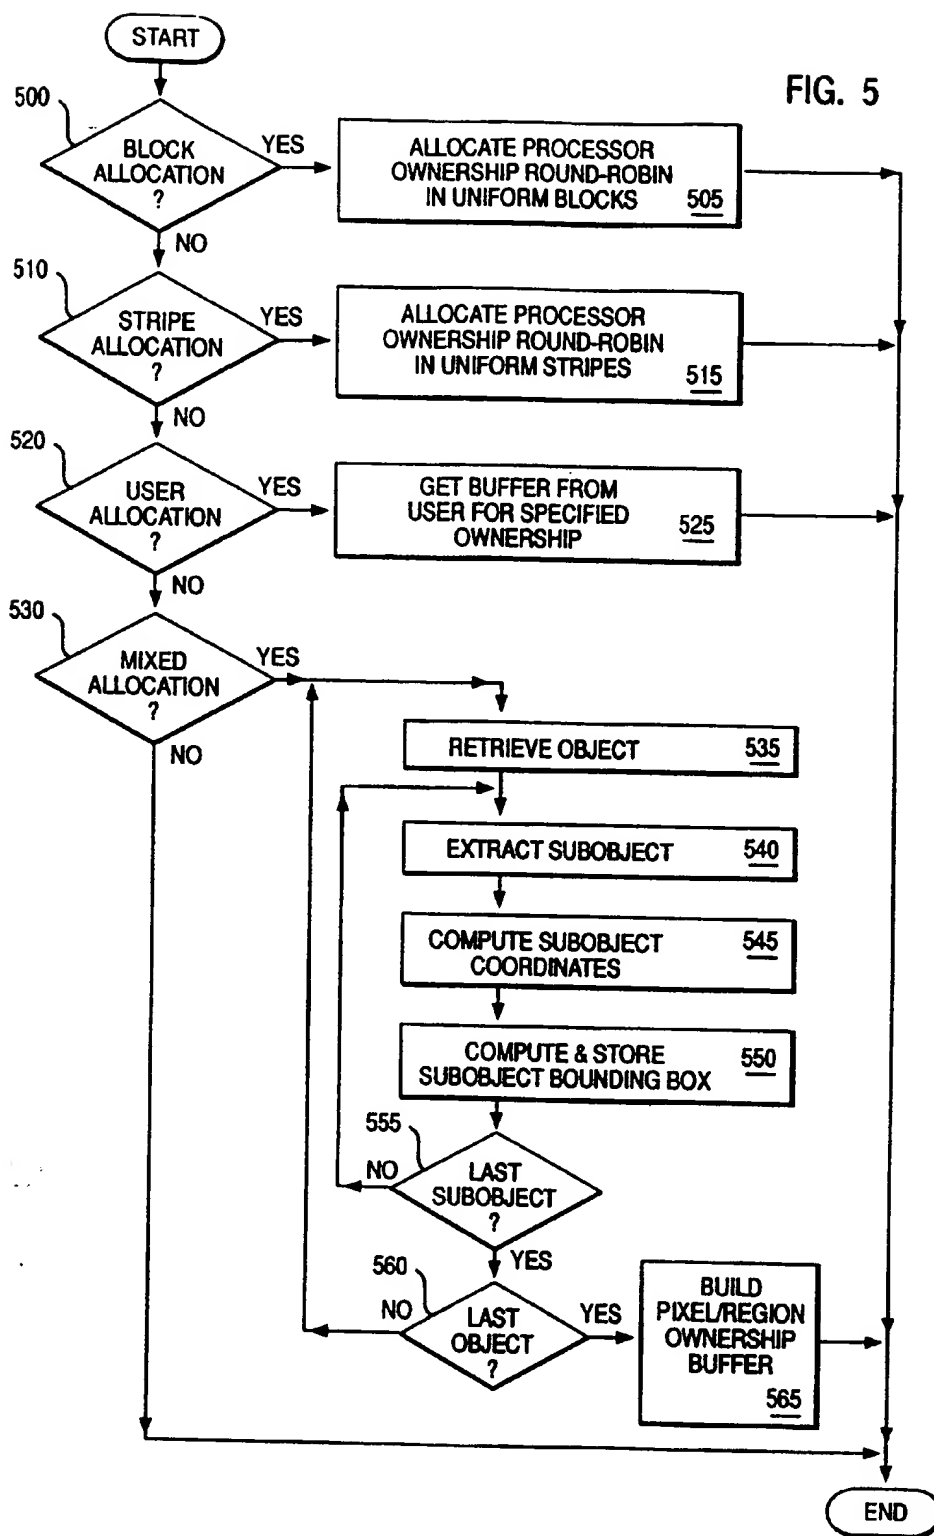 START
FIG. 5
500
BLOCK
ALLOCATION
?
YES
ALLOCATE PROCESSOR
OWNERSHIP ROUND-ROBIN
IN UNIFORM BLOCKS 505
NO
510
STRIPE
ALLOCATION
?
YES
ALLOCATE PROCESSOR
OWNERSHIP ROUND-ROBIN
IN UNIFORM STRIPES 515
NO
520
USER
ALLOCATION
?
YES
GET BUFFER FROM
USER FOR SPECIFIED
OWNERSHIP 525
NO
530
MIXED
ALLOCATION
?
YES
NO
RETRIEVE OBJECT 535
EXTRACT SUBOBJECT 540
COMPUTE SUBOBJECT
COORDINATES 545
COMPUTE & STORE
SUBOBJECT BOUNDING BOX 550
555
NO
LAST
SUBOBJECT
?
YES
560
NO
LAST
OBJECT
?
YES
BUILD
PIXEL/REGION
OWNERSHIP
BUFFER
565
END